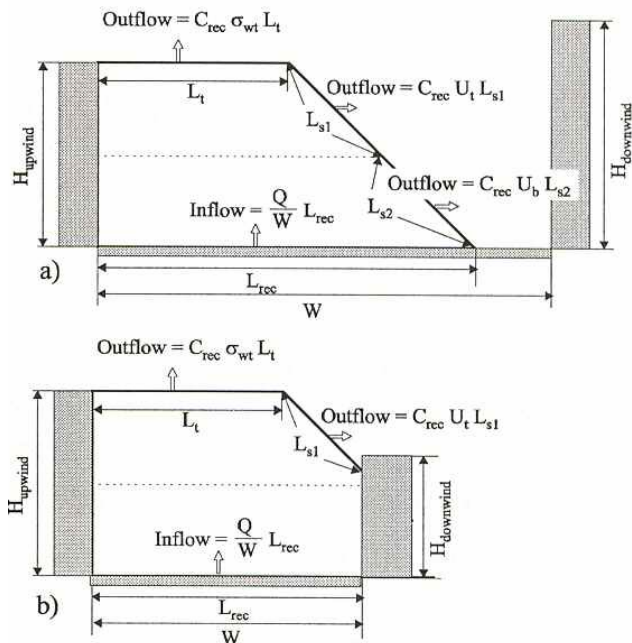 Outflow = C_rec σ_wt L_t
L_t
Outflow = C_rec U_t L_s1
L_s1
H_upwind
H_downwind
Outflow = C_rec U_b L_s2
L_s2
Inflow = Q/W L_rec
a)
L_rec
W
Outflow = C_rec σ_wt L_t
L_t
Outflow = C_rec U_t L_s1
L_s1
H_upwind
H_downwind
Inflow = Q/W L_rec
b)
L_rec
W